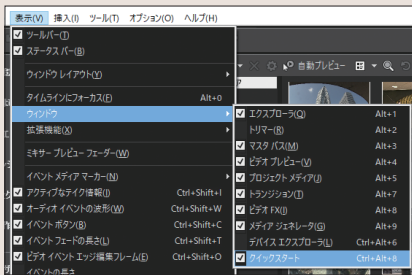 表示(V) 挿入(I) ツール(T) オプション(O) ヘルプ(H)
ツールバー(T)
ステータス バー(B)
自動プレビュー
ウィンドウ レイアウト(Y)
タイムラインにフォーカス(F) Alt+0
ウィンドウ
拡張機能(X)
ミキサー プレビュー フェーダー(W)
イベント メディア マーカー(N)
アクティブなテイク情報(I) Ctrl+Shift+I
オーディオ イベントの波形(W) Ctrl+Shift+W
イベント ボタン(B) Ctrl+Shift+C
イベント フェードの長さ(L) Ctrl+Shift+T
ビデオ イベント エッジ編集フレーム(E) Ctrl+Shift+O
イベントの長さ
エクスプローラ(Q) Alt+1
トリマー(R) Alt+2
マスタ バス(M) Alt+3
ビデオ プレビュー(V) Alt+4
プロジェクト メディア(J) Alt+5
トランジション(T) Alt+7
ビデオ FX(I) Alt+8
メディア ジェネレータ(G) Alt+9
デバイス エクスプローラ(L) Ctrl+Alt+6
クイックスタート Ctrl+Alt+8